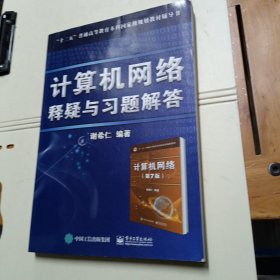 "十二五"普通高等教育本科国家级规划教材辅导书
计算机网络
释疑与习题解答
谢希仁 编著
计算机网络
(第7版)
中国工信出版集团
电子工业出版社